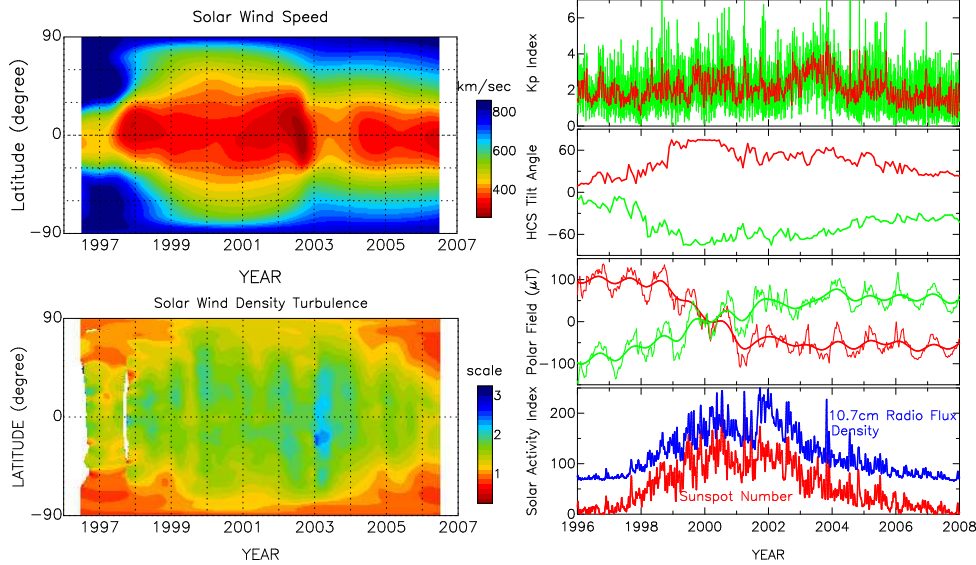 Solar Wind Speed
90
0
−90
Latitude (degree)
1997 1999 2001 2003 2005 2007
YEAR
km/sec
800
600
400
Solar Wind Density Turbulence
90
0
−90
LATITUDE (degree)
1997 1999 2001 2003 2005 2007
YEAR
scale
3
2
1
Kp Index
6
4
2
0
HCS Tilt Angle
60
0
−60
Polar Field (μT)
100
0
−100
Solar Activity Index
200
100
0
10.7cm Radio Flux
Density
Sunspot Number
1996 1998 2000 2002 2004 2006 2008
YEAR